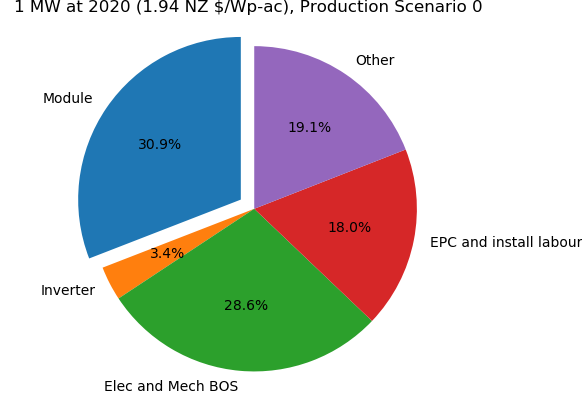 1 MW at 2020 (1.94 NZ $/Wp-ac), Production Scenario 0
Other
Module
19.1%
30.9%
18.0%
EPC and install labour
3.4%
Inverter
28.6%
Elec and Mech BOS